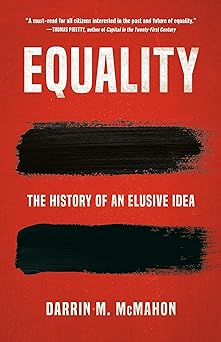 "A must-read for all citizens interested in the past and future of equality."
—THOMAS PIKETTY, author of Capital in the Twenty-First Century
EQUALITY
THE HISTORY OF AN ELUSIVE IDEA
DARRIN M. McMAHON